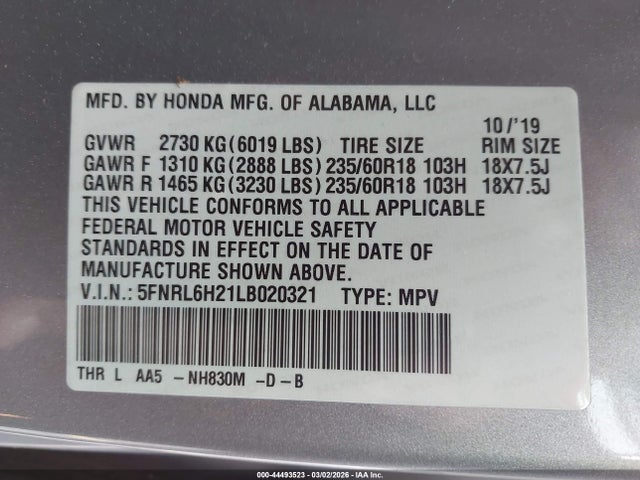 MFD. BY HONDA MFG. OF ALABAMA, LLC
10/'19
GVWR 2730 KG(6019 LBS) TIRE SIZE RIM SIZE
GAWR F 1310 KG(2888 LBS)235/60R18 103H 18X7.5J
GAWR R 1465 KG(3230 LBS)235/60R18 103H 18X7.5J
THIS VEHICLE CONFORMS TO ALL APPLICABLE
FEDERAL MOTOR VEHICLE SAFETY
STANDARDS IN EFFECT ON THE DATE OF
MANUFACTURE SHOWN ABOVE.
V.I.N.: 5FNRL6H21LB020321 TYPE: MPV
THR L AA5 -NH830M -D-B
000-44493523 - 03/02/2026 - IAA Inc.